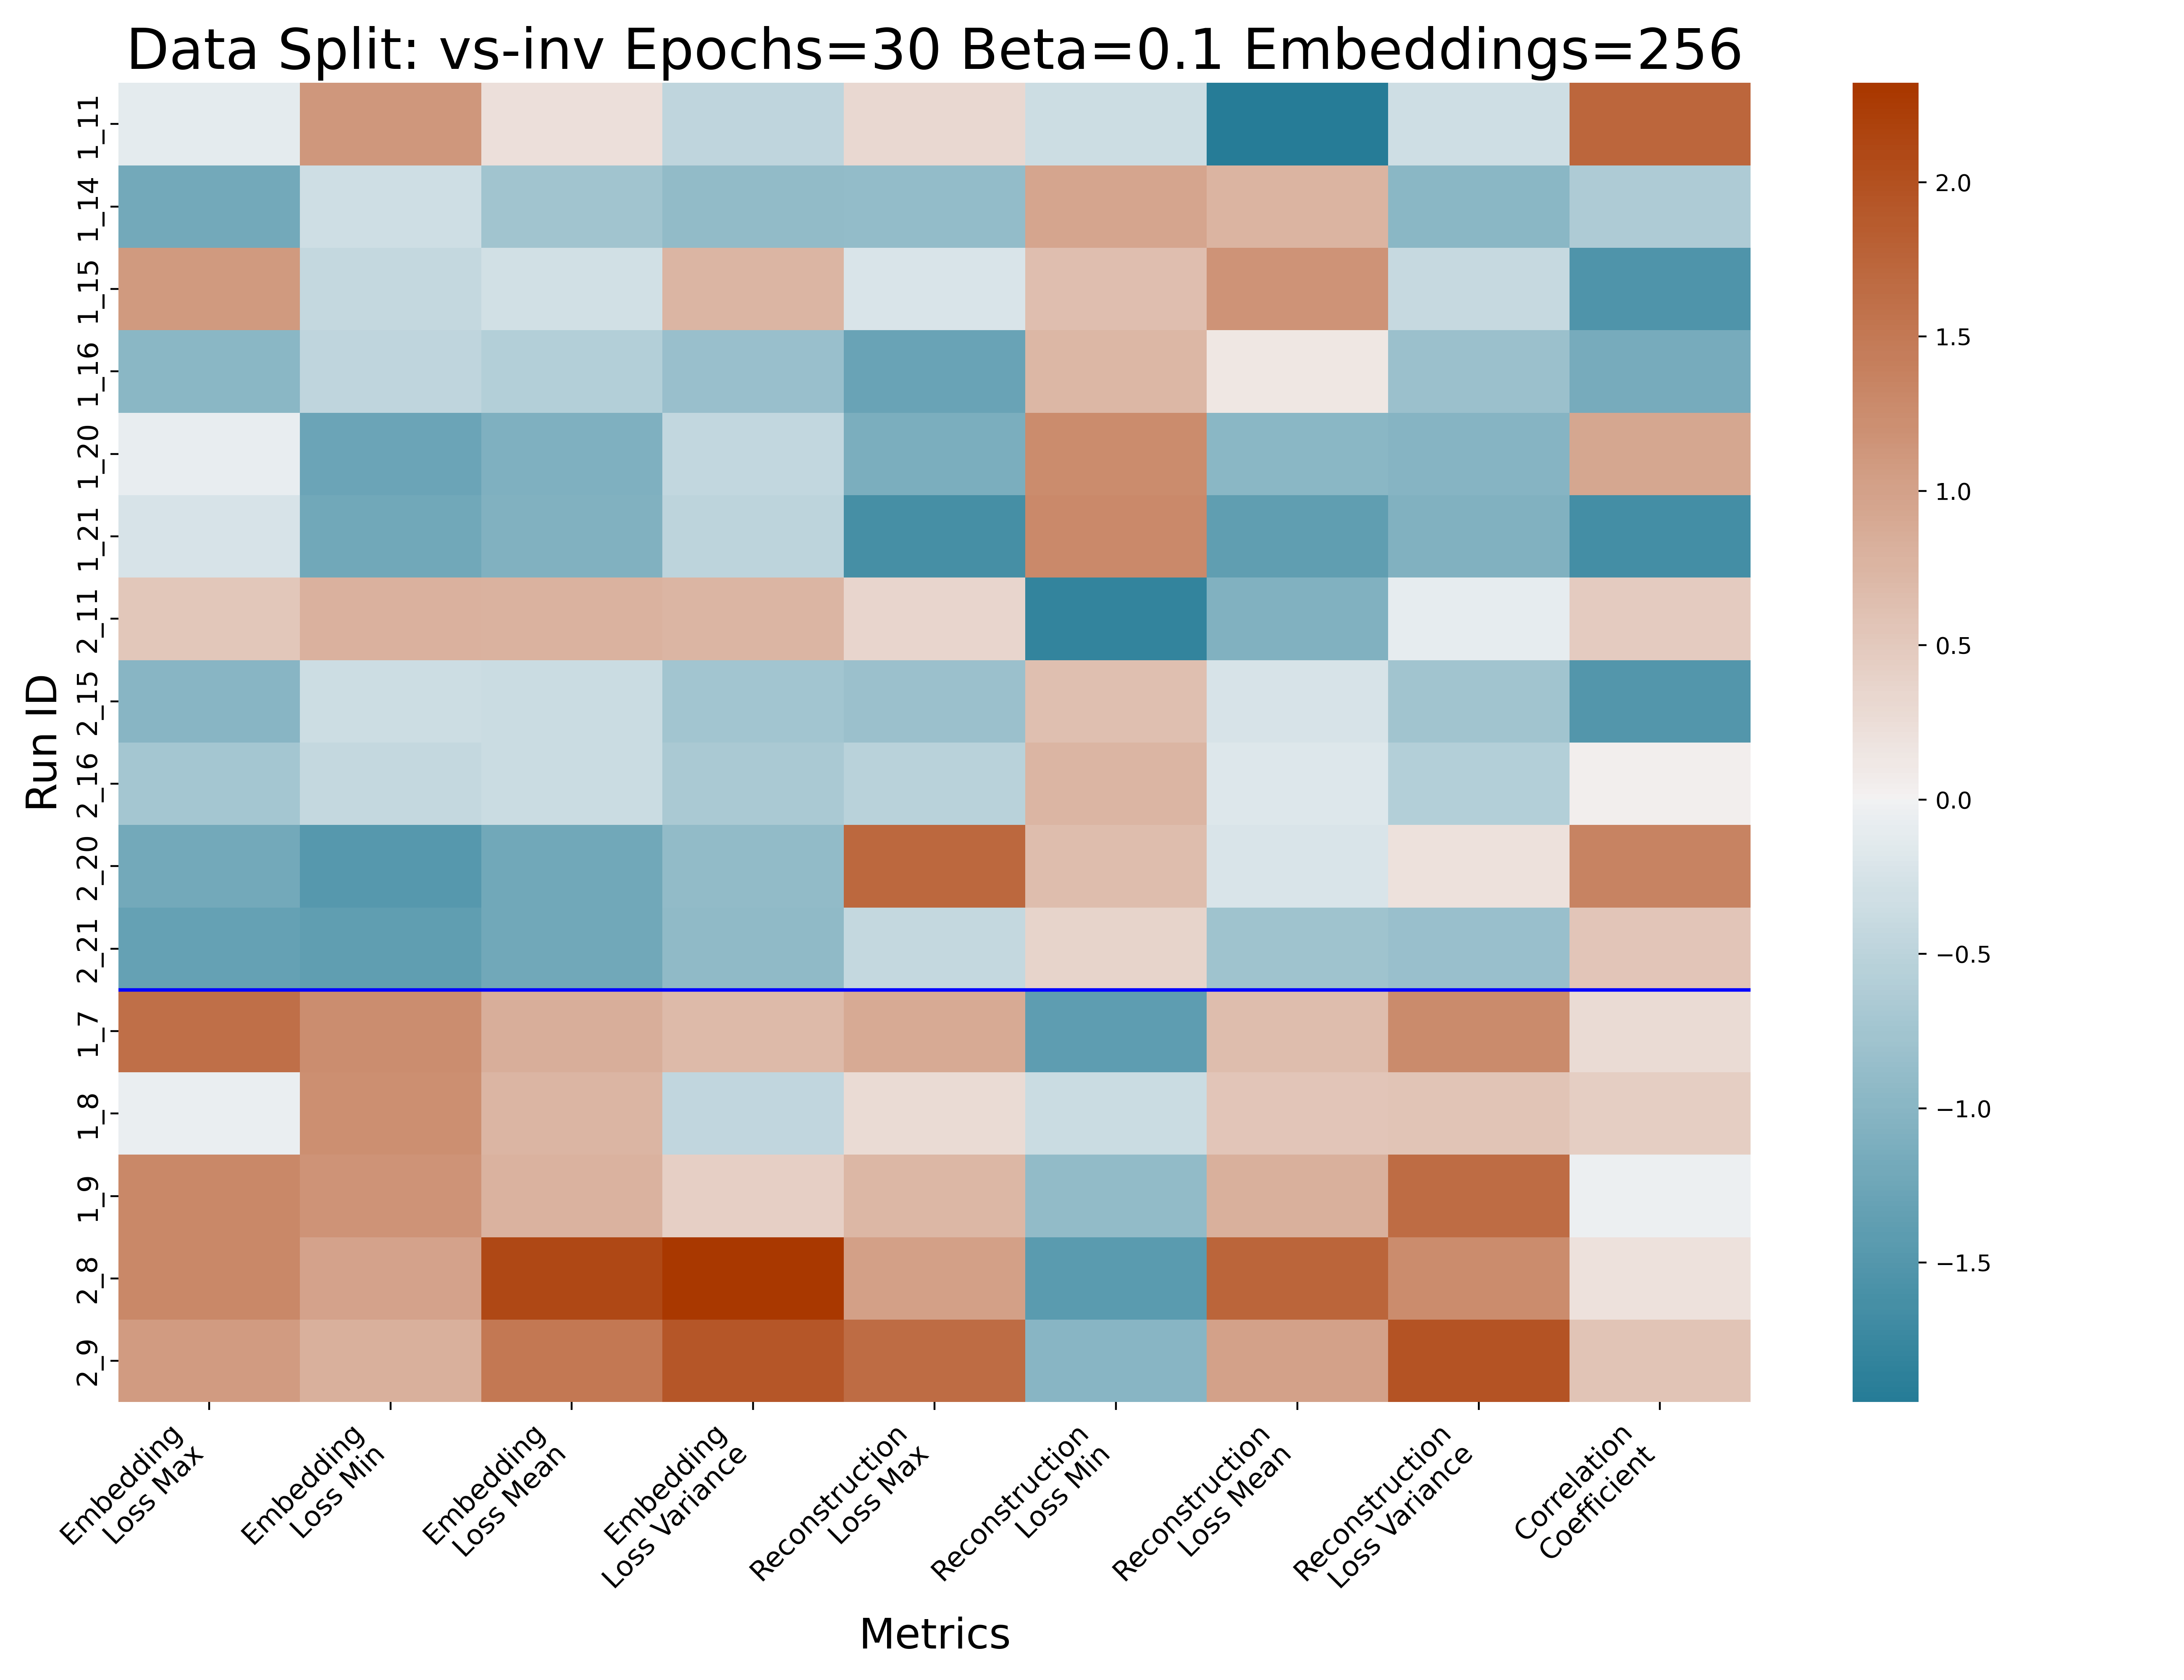 Data Split: vs-inv Epochs=30 Beta=0.1 Embeddings=256
Run ID
1_11
1_14
1_15
1_16
1_20
1_21
2_11
2_15
2_16
2_20
2_21
1_7
1_8
1_9
2_8
2_9
Embedding
Loss Max
Embedding
Loss Min
Embedding
Loss Mean
Embedding
Loss Variance
Reconstruction
Loss Max
Reconstruction
Loss Min
Reconstruction
Loss Mean
Reconstruction
Loss Variance
Correlation
Coefficient
Metrics
2.0
1.5
1.0
0.5
0.0
−0.5
−1.0
−1.5